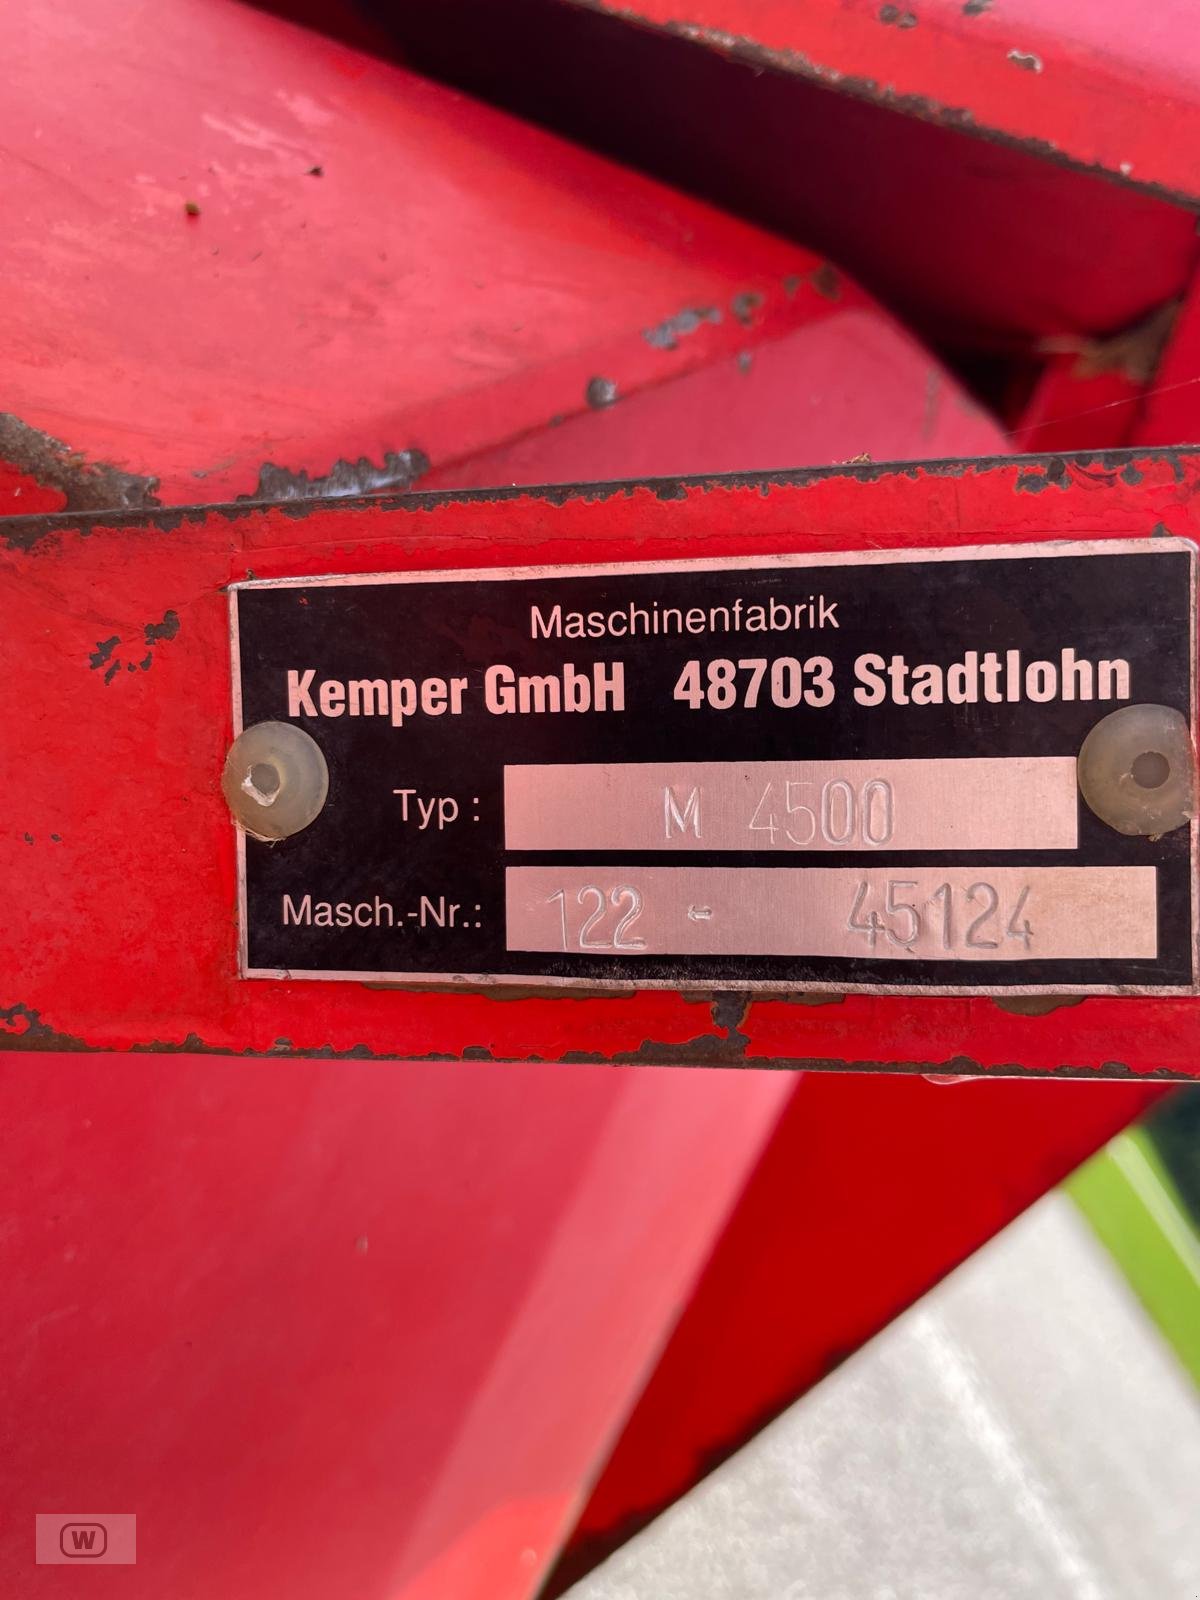 Maschinenfabrik
Kemper GmbH 48703 Stadtlohn
Typ : M 4500
Masch.-Nr.: 122 - 45124
W